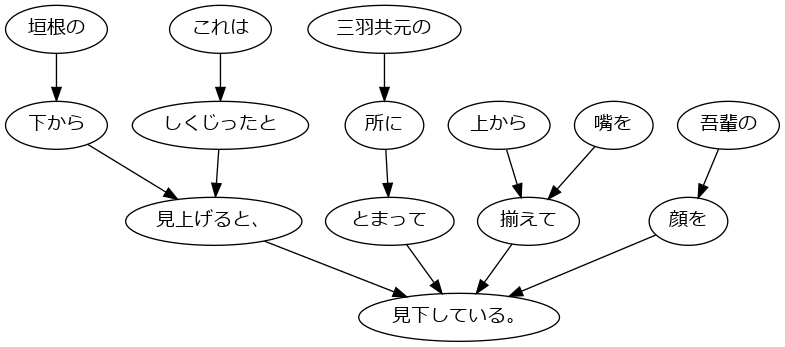 垣根の
これは
三羽共元の
下から
しくじったと
所に
上から
嘴を
吾輩の
見上げると、
とまって
揃えて
顔を
見下している。